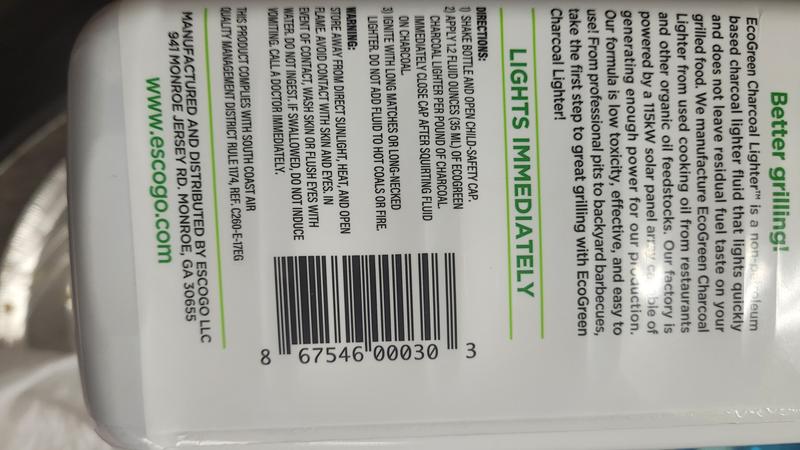 Better grilling!
EcoGreen Charcoal Lighter™ is a non-petroleum
based charcoal lighter fluid that lights quickly
and does not leave residual fuel taste on your
grilled food. We manufacture EcoGreen Charcoal
Lighter from used cooking oil from restaurants
and other organic oil feedstocks. Our factory is
powered by a 115kW solar panel array capable of
generating enough power for our production.
Our formula is low toxicity, effective, and easy to
use! From professional pits to backyard barbecues,
take the first step to great grilling with EcoGreen
Charcoal Lighter!
LIGHTS IMMEDIATELY
DIRECTIONS:
1) SHAKE BOTTLE AND OPEN CHILD-SAFETY CAP.
2) APPLY 1.2 FLUID OUNCES (35 ML) OF ECOGREEN
CHARCOAL LIGHTER PER POUND OF CHARCOAL.
IMMEDIATELY CLOSE CAP AFTER SQUIRTING FLUID
ON CHARCOAL.
3) IGNITE WITH LONG MATCHES OR LONG-NECKED
LIGHTER. DO NOT ADD FLUID TO HOT COALS OR FIRE.
WARNING:
STORE AWAY FROM DIRECT SUNLIGHT, HEAT, AND OPEN
FLAME. AVOID CONTACT WITH SKIN AND EYES. IN
EVENT OF CONTACT, WASH SKIN OR FLUSH EYES WITH
WATER. DO NOT INGEST. IF SWALLOWED, DO NOT INDUCE
VOMITING. CALL A DOCTOR IMMEDIATELY.
8 67546 00030 3
THIS PRODUCT COMPLIES WITH SOUTH COAST AIR
QUALITY MANAGEMENT DISTRICT RULE 1174, REF. C260-E-17EG
MANUFACTURED AND DISTRIBUTED BY ESCOGO LLC
941 MONROE JERSEY RD. MONROE, GA 30655
www.escogo.com